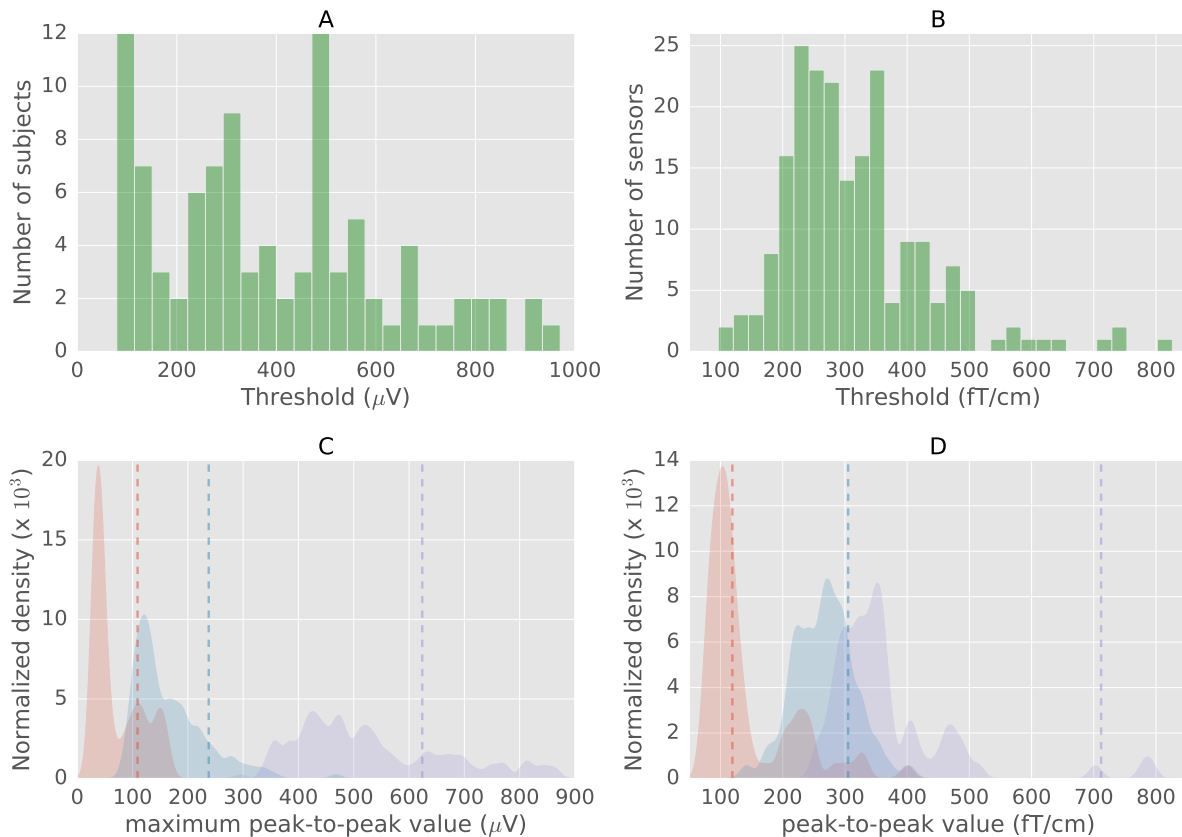 A
Number of subjects
12
10
8
6
4
2
0
0 200 400 600 800 1000
Threshold (μV)
B
Number of sensors
25
20
15
10
5
0
100 200 300 400 500 600 700 800
Threshold (fT/cm)
C
Normalized density (x 10³)
20
15
10
5
0
0 100 200 300 400 500 600 700 800 900
maximum peak-to-peak value (μV)
D
Normalized density (x 10³)
14
12
10
8
6
4
2
0
100 200 300 400 500 600 700 800
peak-to-peak value (fT/cm)